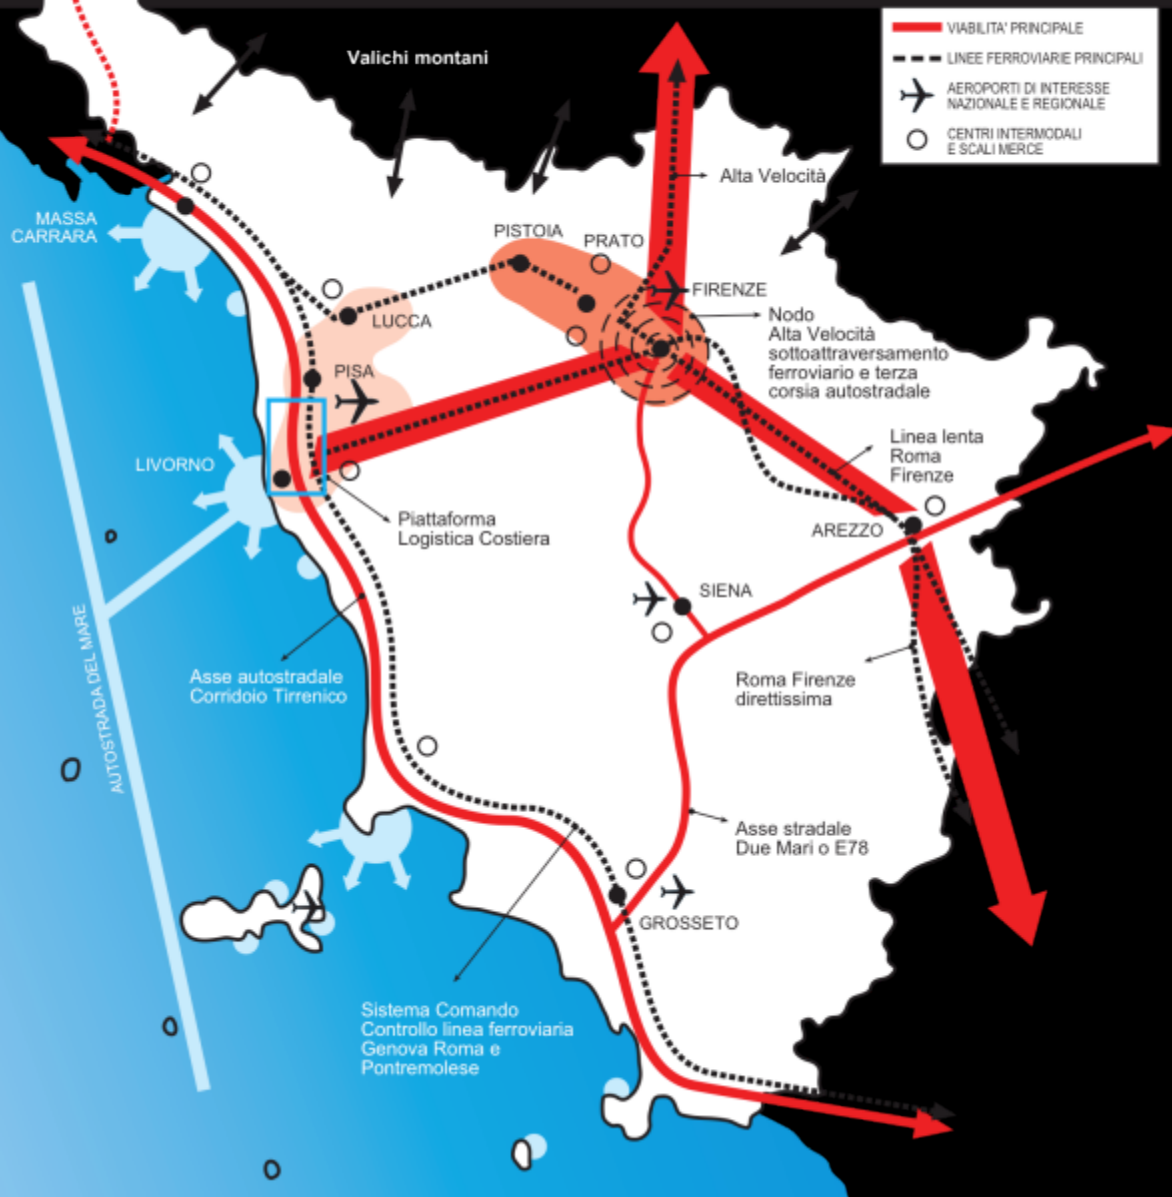 Valichi montani
VIABILITA' PRINCIPALE
LINEE FERROVIARIE PRINCIPALI
AEROPORTI DI INTERESSE
NAZIONALE E REGIONALE
CENTRI INTERMODALI
E SCALI MERCE
Alta Velocità
MASSA
CARRARA
PISTOIA
PRATO
FIRENZE
LUCCA
Nodo
Alta Velocità
sottoattraversamento
ferroviario e terza
corsia autostradale
PISA
LIVORNO
Linea lenta
Roma
Firenze
Piattaforma
Logistica Costiera
AREZZO
SIENA
AUTOSTRADA DEL MARE
Asse autostradale
Corridoio Tirrenico
Roma Firenze
direttissima
Asse stradale
Due Mari o E78
GROSSETO
Sistema Comando
Controllo linea ferroviaria
Genova Roma e
Pontremolese